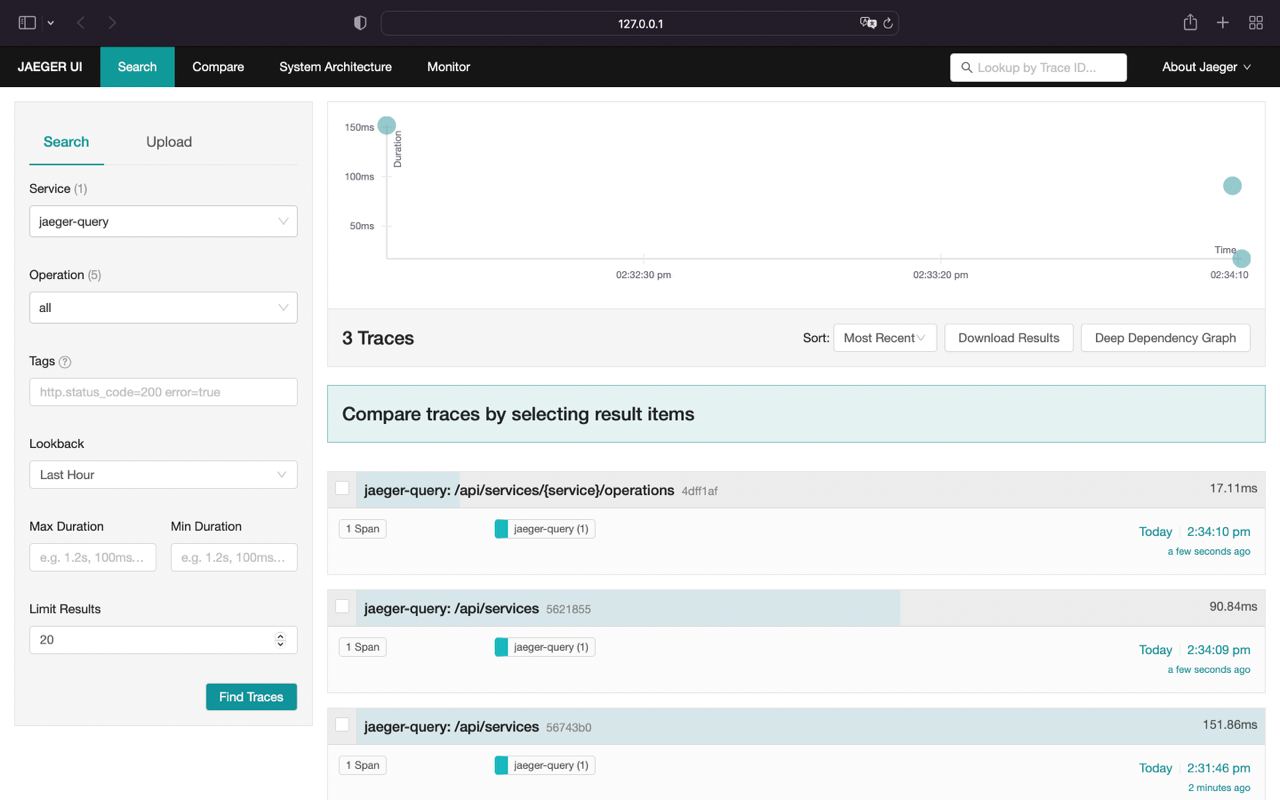 127.0.0.1
JAEGER UI Search Compare System Architecture Monitor Lookup by Trace ID... About Jaeger
Search Upload
Service (1)
jaeger-query
Operation (5)
all
Tags ?
http.status_code=200 error=true
Lookback
Last Hour
Max Duration Min Duration
e.g. 1.2s, 100ms... e.g. 1.2s, 100ms...
Limit Results
20
Find Traces
150ms
100ms
50ms
Duration
Time
02:32:30 pm 02:33:20 pm 02:34:10
3 Traces Sort: Most Recent Download Results Deep Dependency Graph
Compare traces by selecting result items
jaeger-query: /api/services/{service}/operations 4dff1af 17.11ms
1 Span jaeger-query (1) Today 2:34:10 pm
a few seconds ago
jaeger-query: /api/services 5621855 90.84ms
1 Span jaeger-query (1) Today 2:34:09 pm
a few seconds ago
jaeger-query: /api/services 56743b0 151.86ms
1 Span jaeger-query (1) Today 2:31:46 pm
2 minutes ago